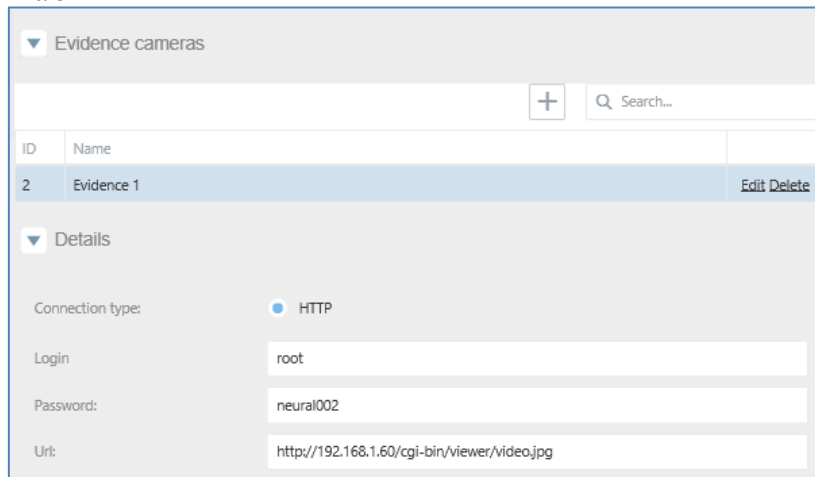 Evidence cameras
Search...
ID Name
2 Evidence 1 Edit Delete
Details
Connection type: HTTP
Login root
Password: neural002
Url: http://192.168.1.60/cgi-bin/viewer/video.jpg